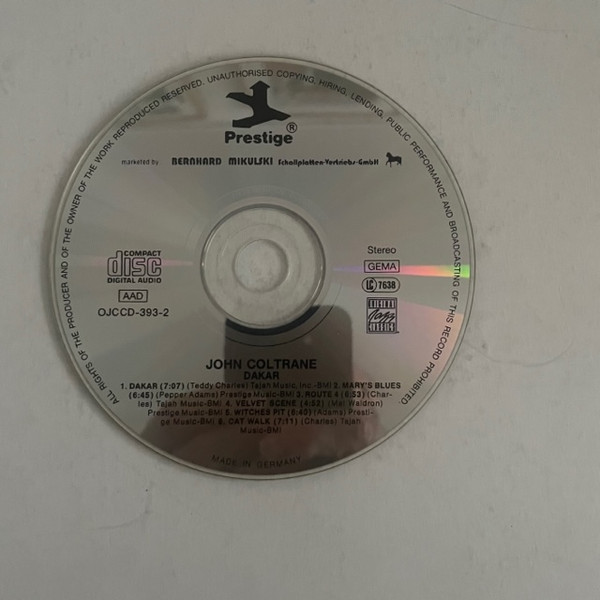 ALL RIGHTS OF THE PRODUCER AND OF THE OWNER OF THE WORK REPRODUCED RESERVED. UNAUTHORISED COPYING, HIRING, LENDING, PUBLIC PERFORMANCE AND BROADCASTING OF THIS RECORD PROHIBITED.
Prestige®
marketed by BERNHARD MIKULSKI Schallplatten-Vertriebs-GmbH
COMPACT
disc
DIGITAL AUDIO
AAD
OJCCD-393-2
Stereo
GEMA
LC 7638
ORIGINAL
Jazz
CLASSICS
JOHN COLTRANE
DAKAR
1. DAKAR (7:07) (Teddy Charles) Tajah Music, Inc.-BMI 2. MARY'S BLUES
(6:45) (Pepper Adams) Prestige Music-BMI 3. ROUTE 4 (6:53) (Char-
les) Tajah Music-BMI 4. VELVET SCENE (4:52) (Mal Waldron)
Prestige Music-BMI 5. WITCHES PIT (6:40) (Adams) Presti-
ge Music-BMI 6. CAT WALK (7:11) (Charles) Tajah
Music-BMI
MADE IN GERMANY